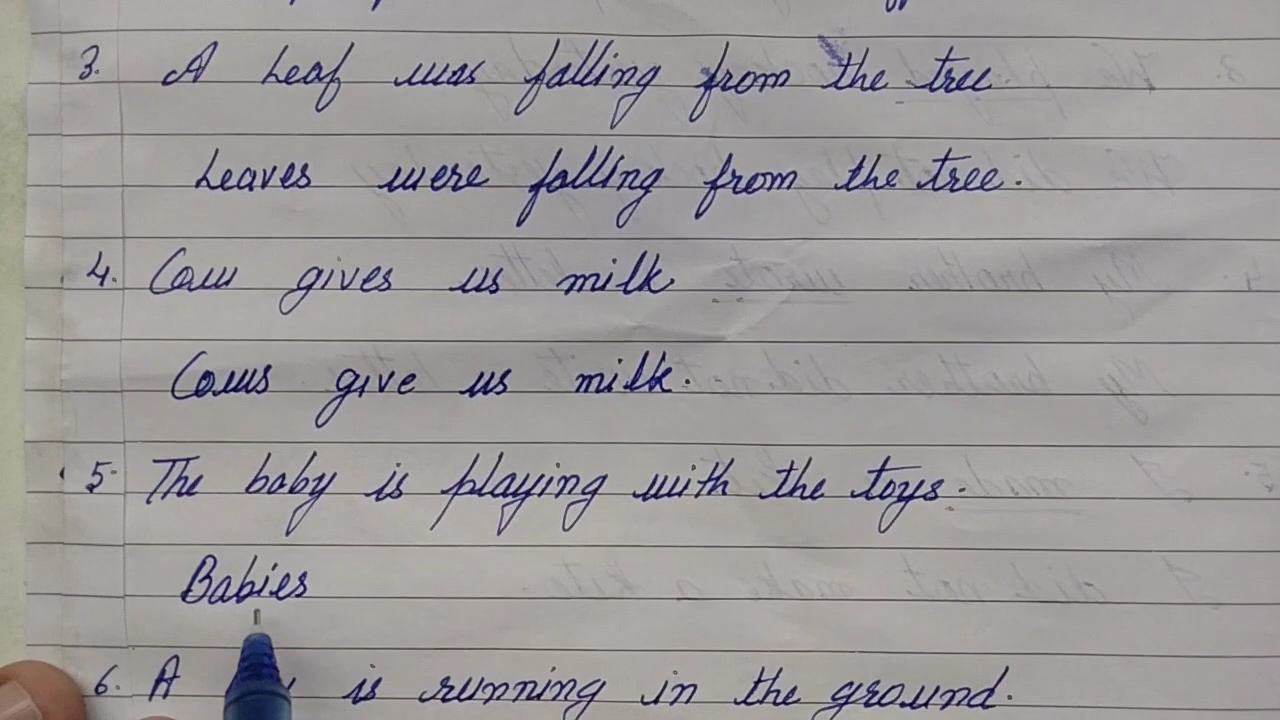 3. A Leaf was falling from the tree.
Leaves were falling from the tree.
4. Cow gives us milk
Cows give us milk.
5. The baby is playing with the toys.
Babies
6. A is running in the ground.